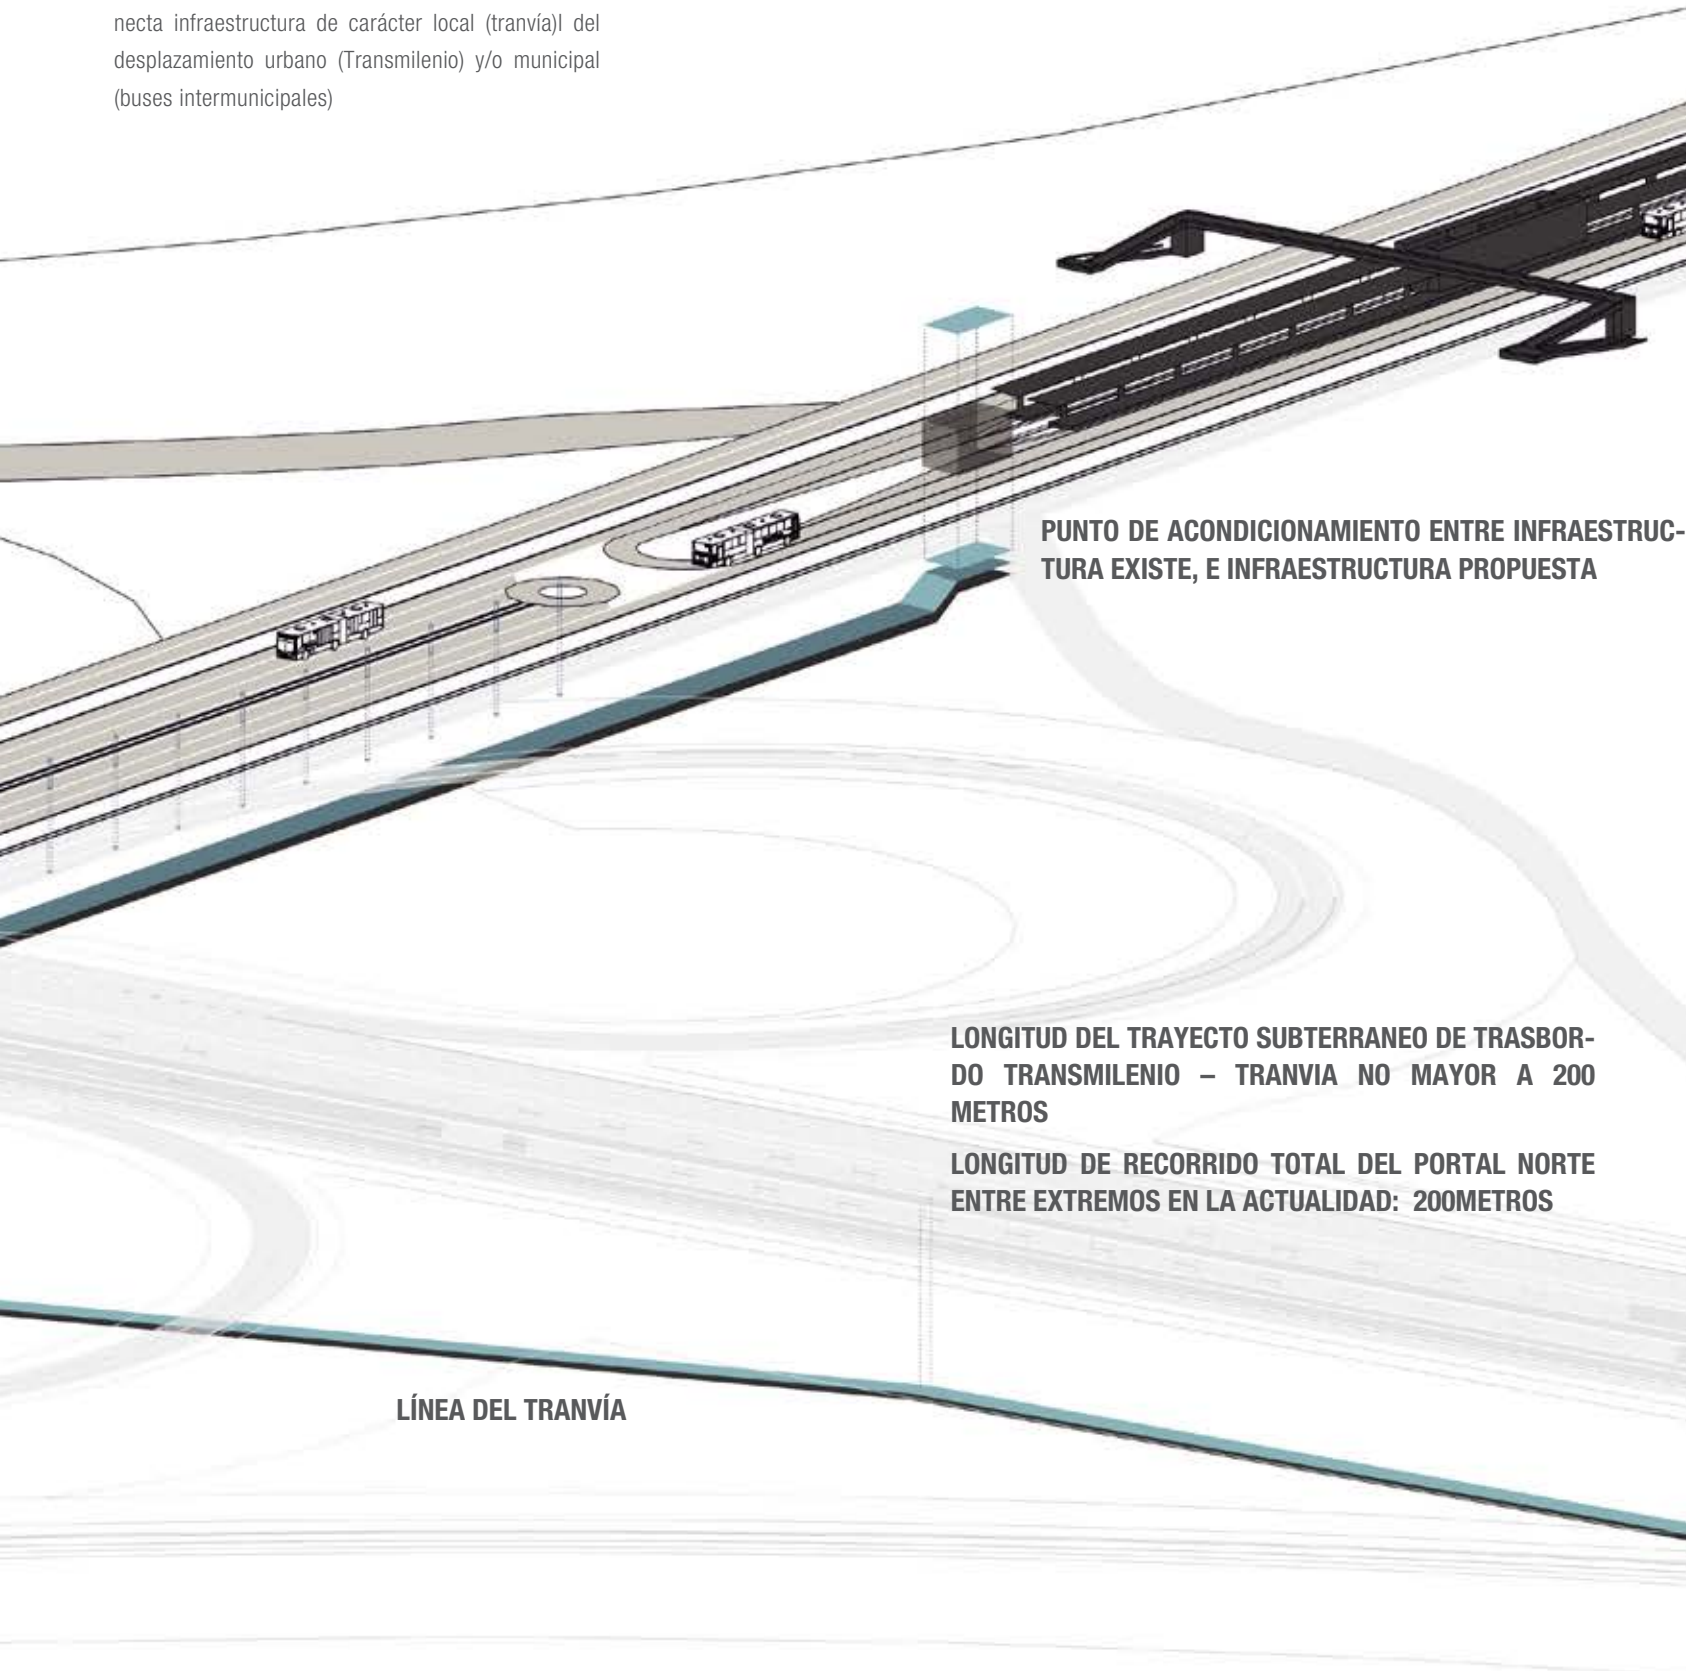 necta infraestructura de carácter local (tranvía)l del
desplazamiento urbano (Transmilenio) y/o municipal
(buses intermunicipales)
PUNTO DE ACONDICIONAMIENTO ENTRE INFRAESTRUC-
TURA EXISTE, E INFRAESTRUCTURA PROPUESTA
LONGITUD DEL TRAYECTO SUBTERRANEO DE TRASBOR-
DO TRANSMILENIO – TRANVIA NO MAYOR A 200
METROS
LONGITUD DE RECORRIDO TOTAL DEL PORTAL NORTE
ENTRE EXTREMOS EN LA ACTUALIDAD: 200METROS
LÍNEA DEL TRANVÍA